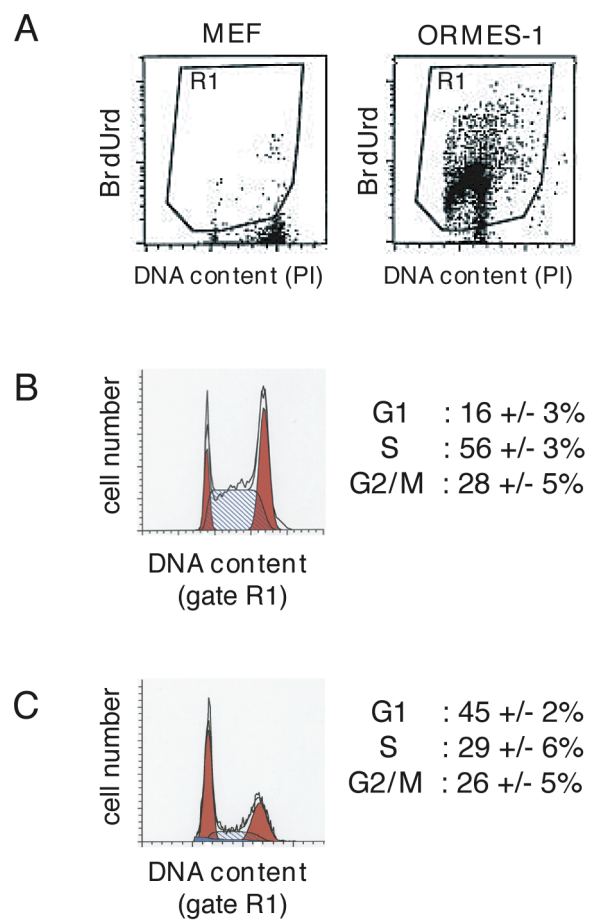 A
MEF
ORMES-1
R1
R1
BrdUrd
BrdUrd
DNA content (PI)
DNA content (PI)
B
cell number
G1 : 16 +/- 3%
S : 56 +/- 3%
G2/M : 28 +/- 5%
DNA content
(gate R1)
C
cell number
G1 : 45 +/- 2%
S : 29 +/- 6%
G2/M : 26 +/- 5%
DNA content
(gate R1)